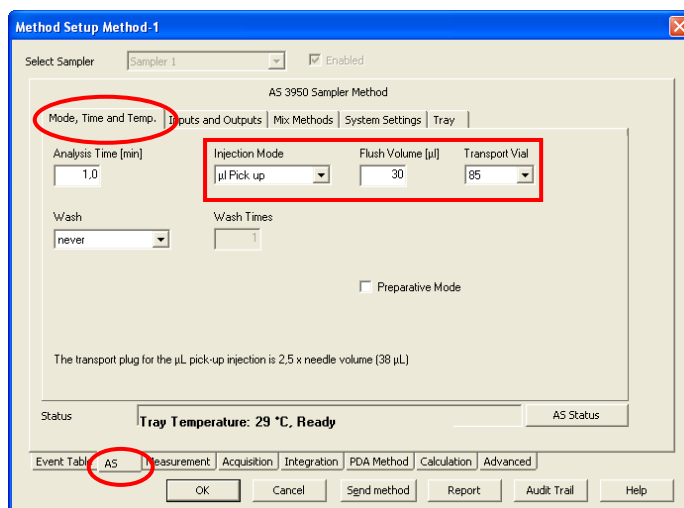 Method Setup Method-1
Select Sampler Sampler 1 Enabled
AS 3950 Sampler Method
Mode, Time and Temp. Inputs and Outputs Mix Methods System Settings Tray
Analysis Time [min] Injection Mode Flush Volume [µl] Transport Vial
1,0 µl Pick up 30 85
Wash Wash Times
never 1
Preparative Mode
The transport plug for the µL pick-up injection is 2,5 x needle volume (38 µL)
Status Tray Temperature: 29 °C, Ready AS Status
Event Table AS Measurement Acquisition Integration PDA Method Calculation Advanced
OK Cancel Send method Report Audit Trail Help